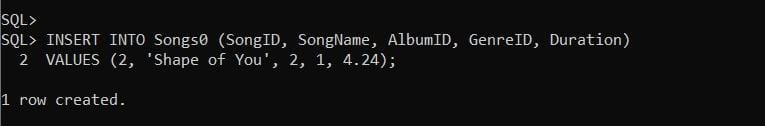 SQL>
SQL> INSERT INTO Songs0 (SongID, SongName, AlbumID, GenreID, Duration)
  2  VALUES (2, 'Shape of You', 2, 1, 4.24);
1 row created.